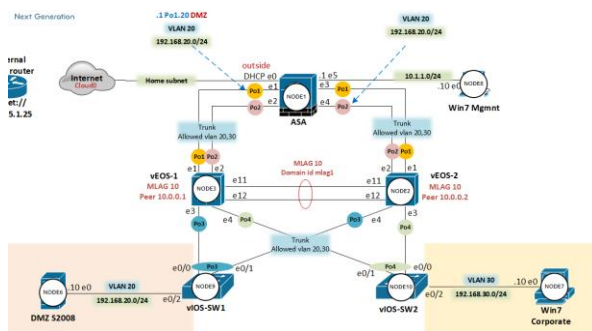 Next Generation
.1 Po1.20 DMZ
VLAN 20
192.168.20.0/24
VLAN 20
192.168.20.0/24
ernal
router
et://
5.1.25
Internet
Cloud0
Home subnet
outside
DHCP e0
NODE1
ASA
.1 e5
10.1.1.0/24
.10 e0
NODE8
Win7 Mgmnt
e1
Po1
e2
Po2
e3
Po1
e4
Po2
Trunk
Allowed vlan 20,30
Trunk
Allowed vlan 20,30
Po1
Po2
e1
e2
Po2
Po1
e2
e1
vEOS-1
MLAG 10
Peer 10.0.0.1
NODE3
e11
e12
MLAG 10
Domain id mlag1
e11
e12
NODE2
vEOS-2
MLAG 10
Peer 10.0.0.2
e3
Po3
e4
Po4
Po3
e4
e3
Po4
Trunk
Allowed vlan 20,30
e0/0
Po3
e0/1
e0/2
NODE9
vIOS-SW1
Po4
e0/0
e0/1
e0/2
NODE10
vIOS-SW2
NODE6
DMZ S2008
.10 e0
VLAN 20
192.168.20.0/24
VLAN 30
192.168.30.0/24
.10 e0
NODE7
Win7
Corporate